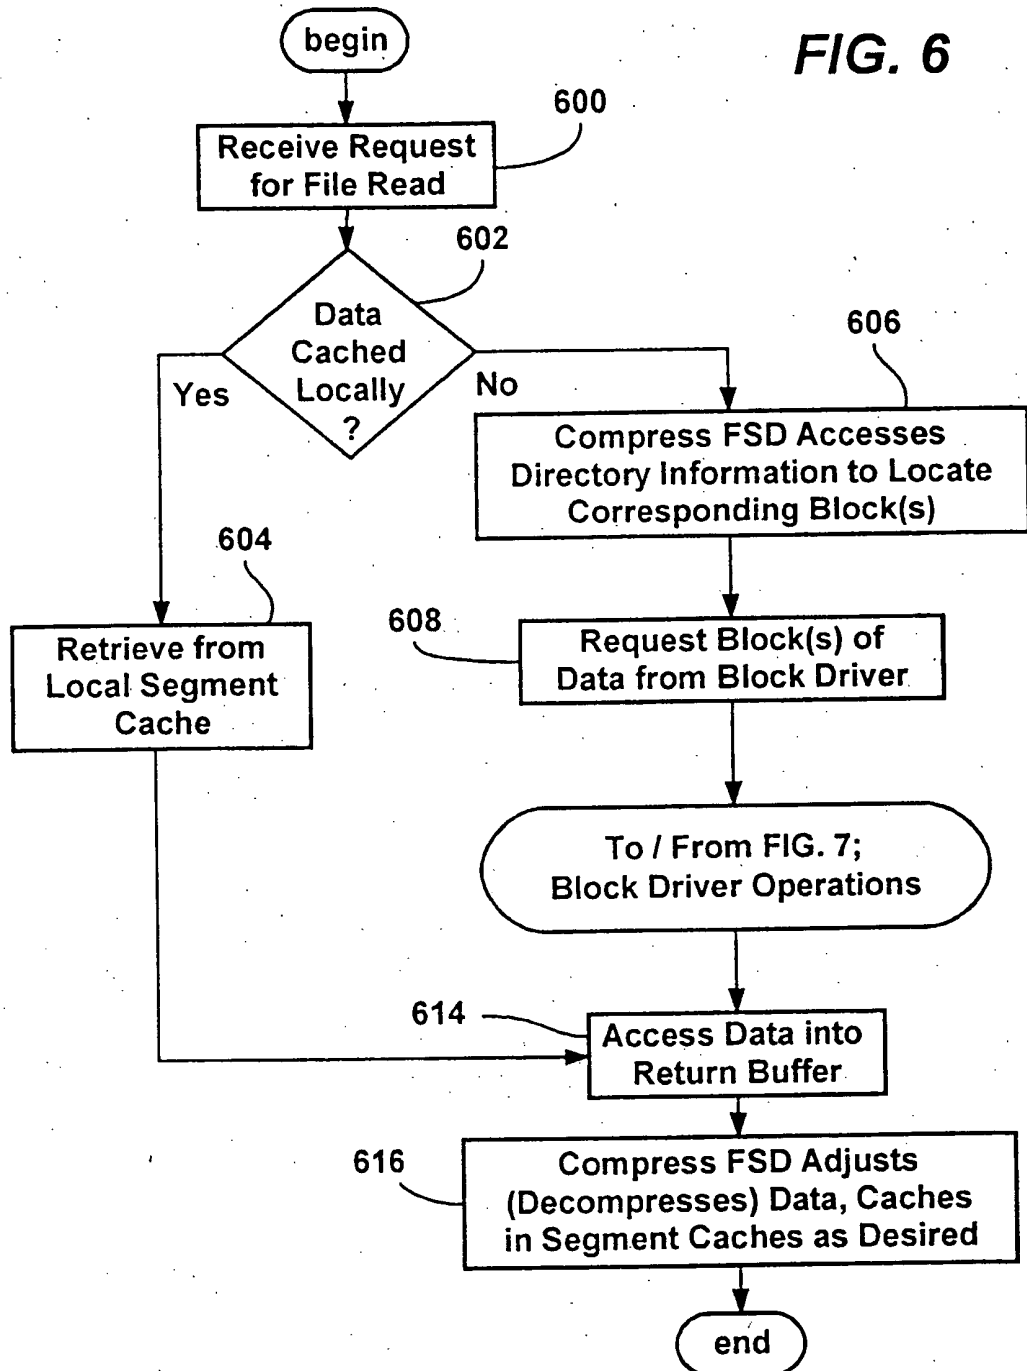 begin
FIG. 6
600
Receive Request
for File Read
602
Data
Cached
Locally
?
Yes
No
606
Compress FSD Accesses
Directory Information to Locate
Corresponding Block(s)
604
Retrieve from
Local Segment
Cache
608
Request Block(s) of
Data from Block Driver
To / From FIG. 7;
Block Driver Operations
614
Access Data into
Return Buffer
616
Compress FSD Adjusts
(Decompresses) Data, Caches
in Segment Caches as Desired
end